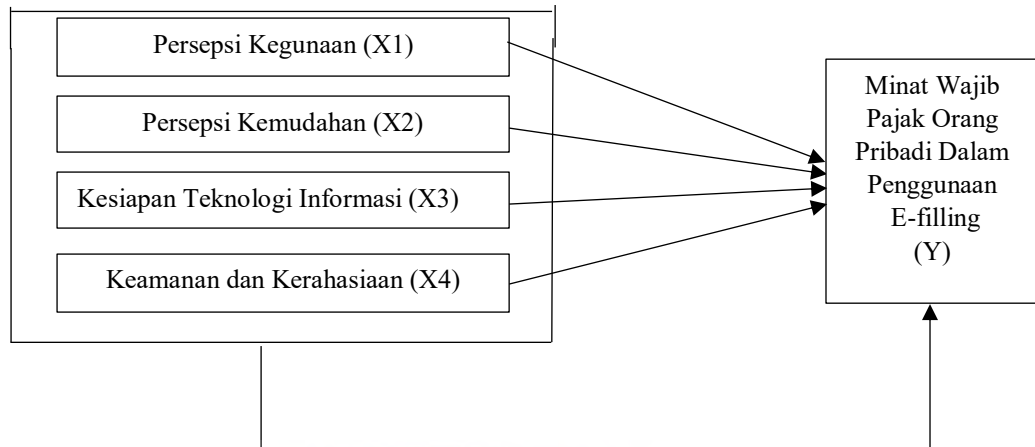 Persepsi Kegunaan (X1)
Persepsi Kemudahan (X2)
Kesiapan Teknologi Informasi (X3)
Keamanan dan Kerahasiaan (X4)
Minat Wajib
Pajak Orang
Pribadi Dalam
Penggunaan
E-filling
(Y)